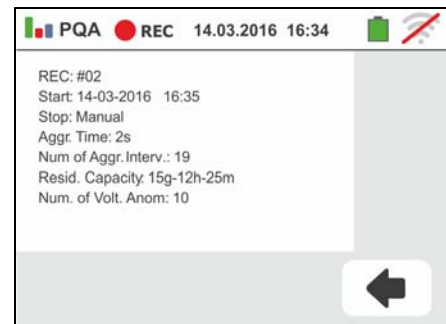 PQA REC 14.03.2016 16:34
REC: #02
Start: 14-03-2016 16:35
Stop: Manual
Aggr. Time: 2s
Num of Aggr.Interv.: 19
Resid. Capacity: 15g-12h-25m
Num. of Volt. Anom: 10